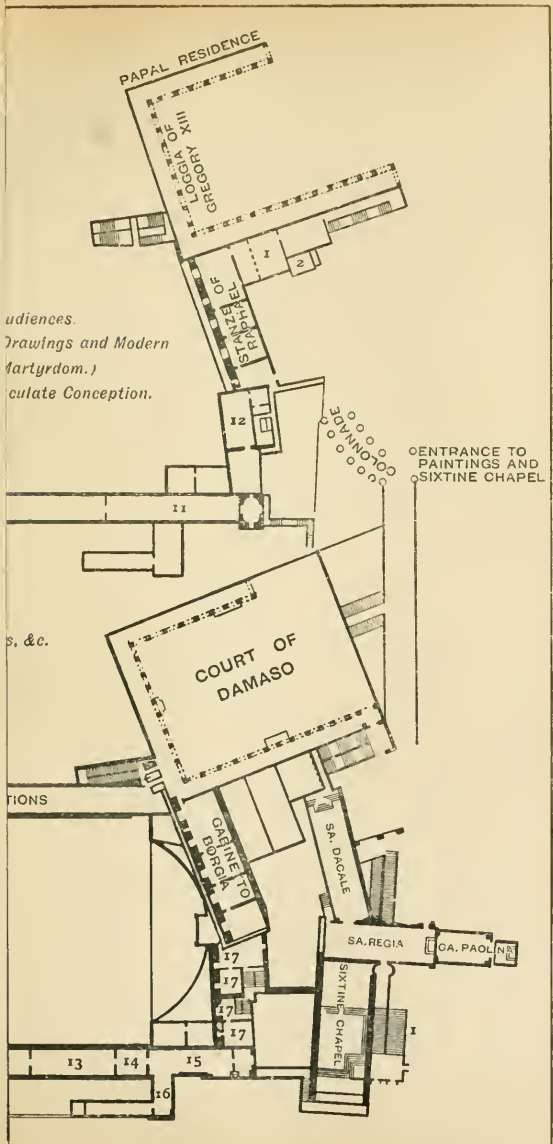 PAPAL RESIDENCE
LOGGIA OF
GREGORY XIII
1
2
STANZE OF
RAPHAEL
udiences.
Drawings and Modern
Martyrdom.)
culate Conception.
12
COLONNADE
ENTRANCE TO
PAINTINGS AND
SIXTINE CHAPEL
11
s, &c.
COURT OF
DAMASO
TIONS
GABINETTO
BORGIA
SA. DACALE
SA. REGIA
CA. PAOLINA
SIXTINE CHAPEL
17
17
17
17
1
13
14
15
16